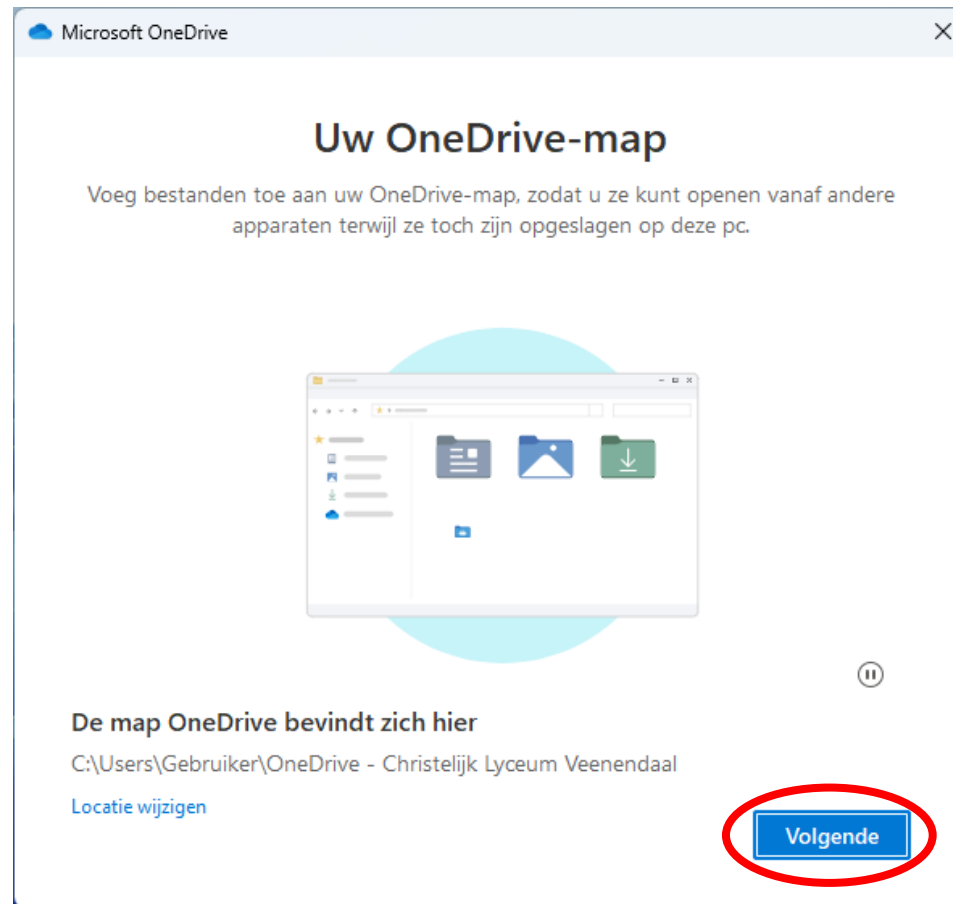 Microsoft OneDrive
Uw OneDrive-map
Voeg bestanden toe aan uw OneDrive-map, zodat u ze kunt openen vanaf andere
apparaten terwijl ze toch zijn opgeslagen op deze pc.
De map OneDrive bevindt zich hier
C:\Users\Gebruiker\OneDrive - Christelijk Lyceum Veenendaal
Locatie wijzigen
Volgende